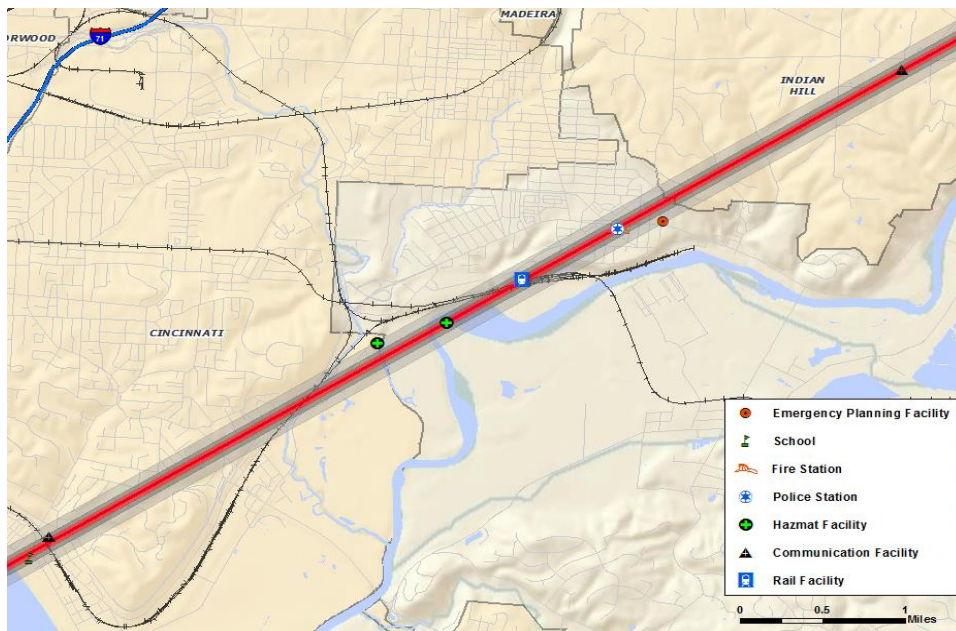 MADEIRA
ORWOOD
71
INDIAN
HILL
CINCINNATI
Emergency Planning Facility
School
Fire Station
Police Station
Hazmat Facility
Communication Facility
Rail Facility
0 0.5 1
Miles